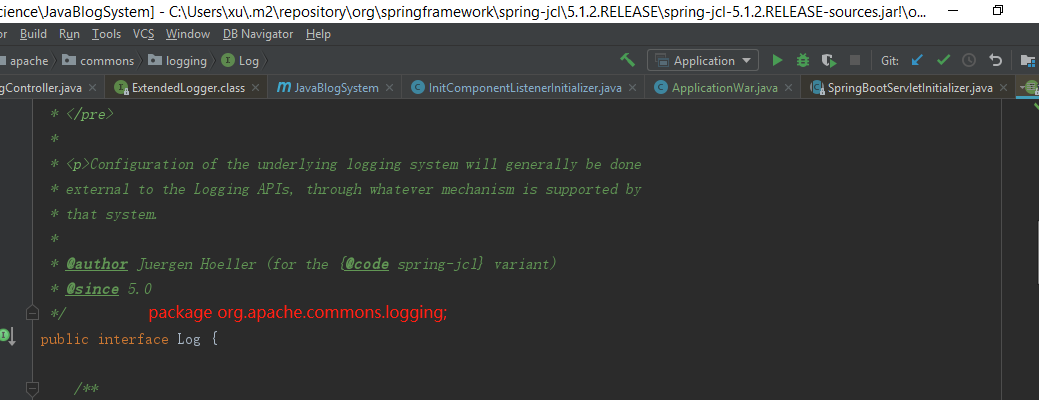 cience\JavaBlogSystem] - C:\Users\xu\.m2\repository\org\springframework\spring-jcl\5.1.2.RELEASE\spring-jcl-5.1.2.RELEASE-sources.jar!\o...
or Build Run Tools VCS Window DB Navigator Help
apache commons logging Log Application Git:
gController.java ExtendedLogger.class JavaBlogSystem InitComponentListenerInitializer.java ApplicationWar.java SpringBootServletInitializer.java
* </pre>
*
* <p>Configuration of the underlying logging system will generally be done
* external to the Logging APIs, through whatever mechanism is supported by
* that system.
*
* @author Juergen Hoeller (for the {@code spring-jcl} variant)
* @since 5.0
*/ package org.apache.commons.logging;
public interface Log {
/**